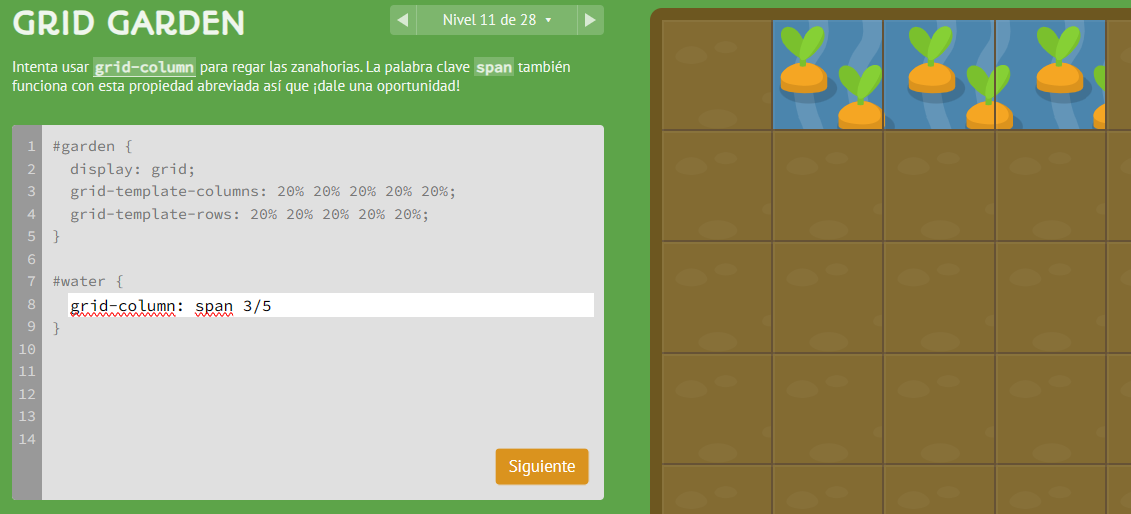 GRID GARDEN
Nivel 11 de 28
Intenta usar grid-column para regar las zanahorias. La palabra clave span también
funciona con esta propiedad abreviada así que ¡dale una oportunidad!
1 #garden {
2 display: grid;
3 grid-template-columns: 20% 20% 20% 20% 20%;
4 grid-template-rows: 20% 20% 20% 20% 20%;
5 }
6
7 #water {
8 grid-column: span 3/5
9 }
10
11
12
13
14
Siguiente